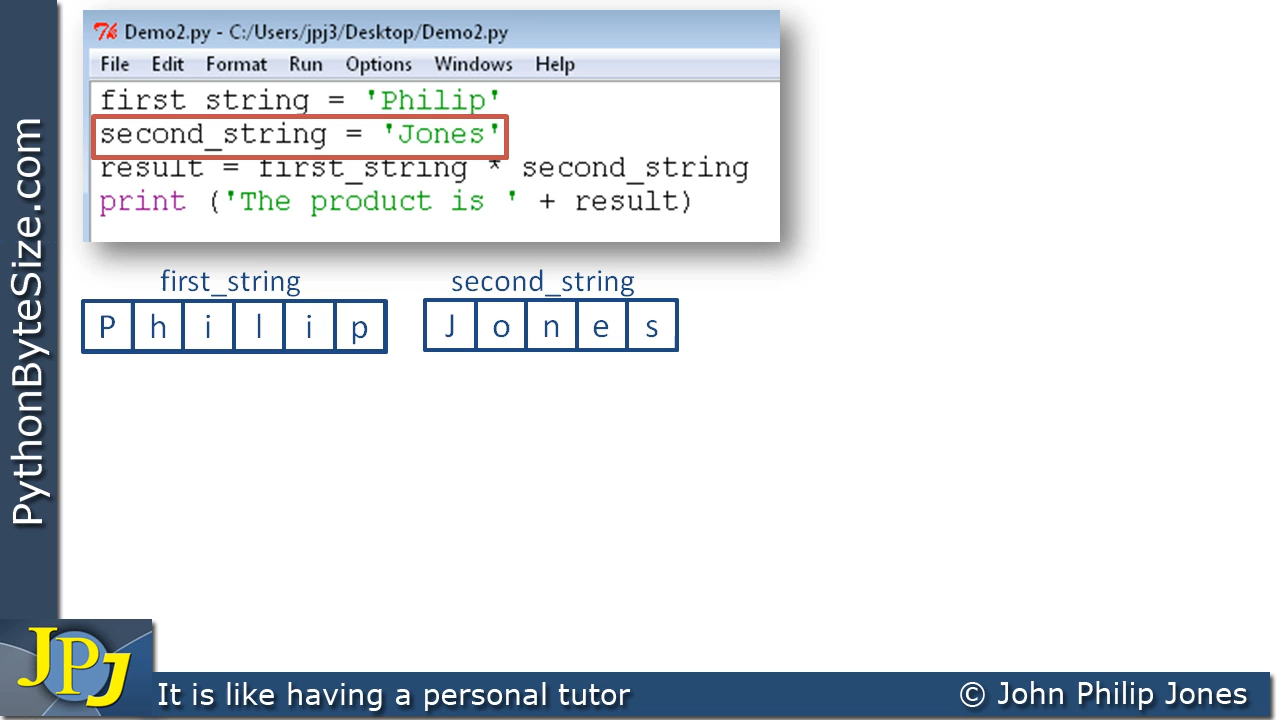 Demo2.py - C:/Users/jpj3/Desktop/Demo2.py
File Edit Format Run Options Windows Help
first_string = 'Philip'
second_string = 'Jones'
result = first_string * second_string
print ('The product is ' + result)
first_string second_string
P h i l i p J o n e s
PythonByteSize.com
JPJ
It is like having a personal tutor
© John Philip Jones